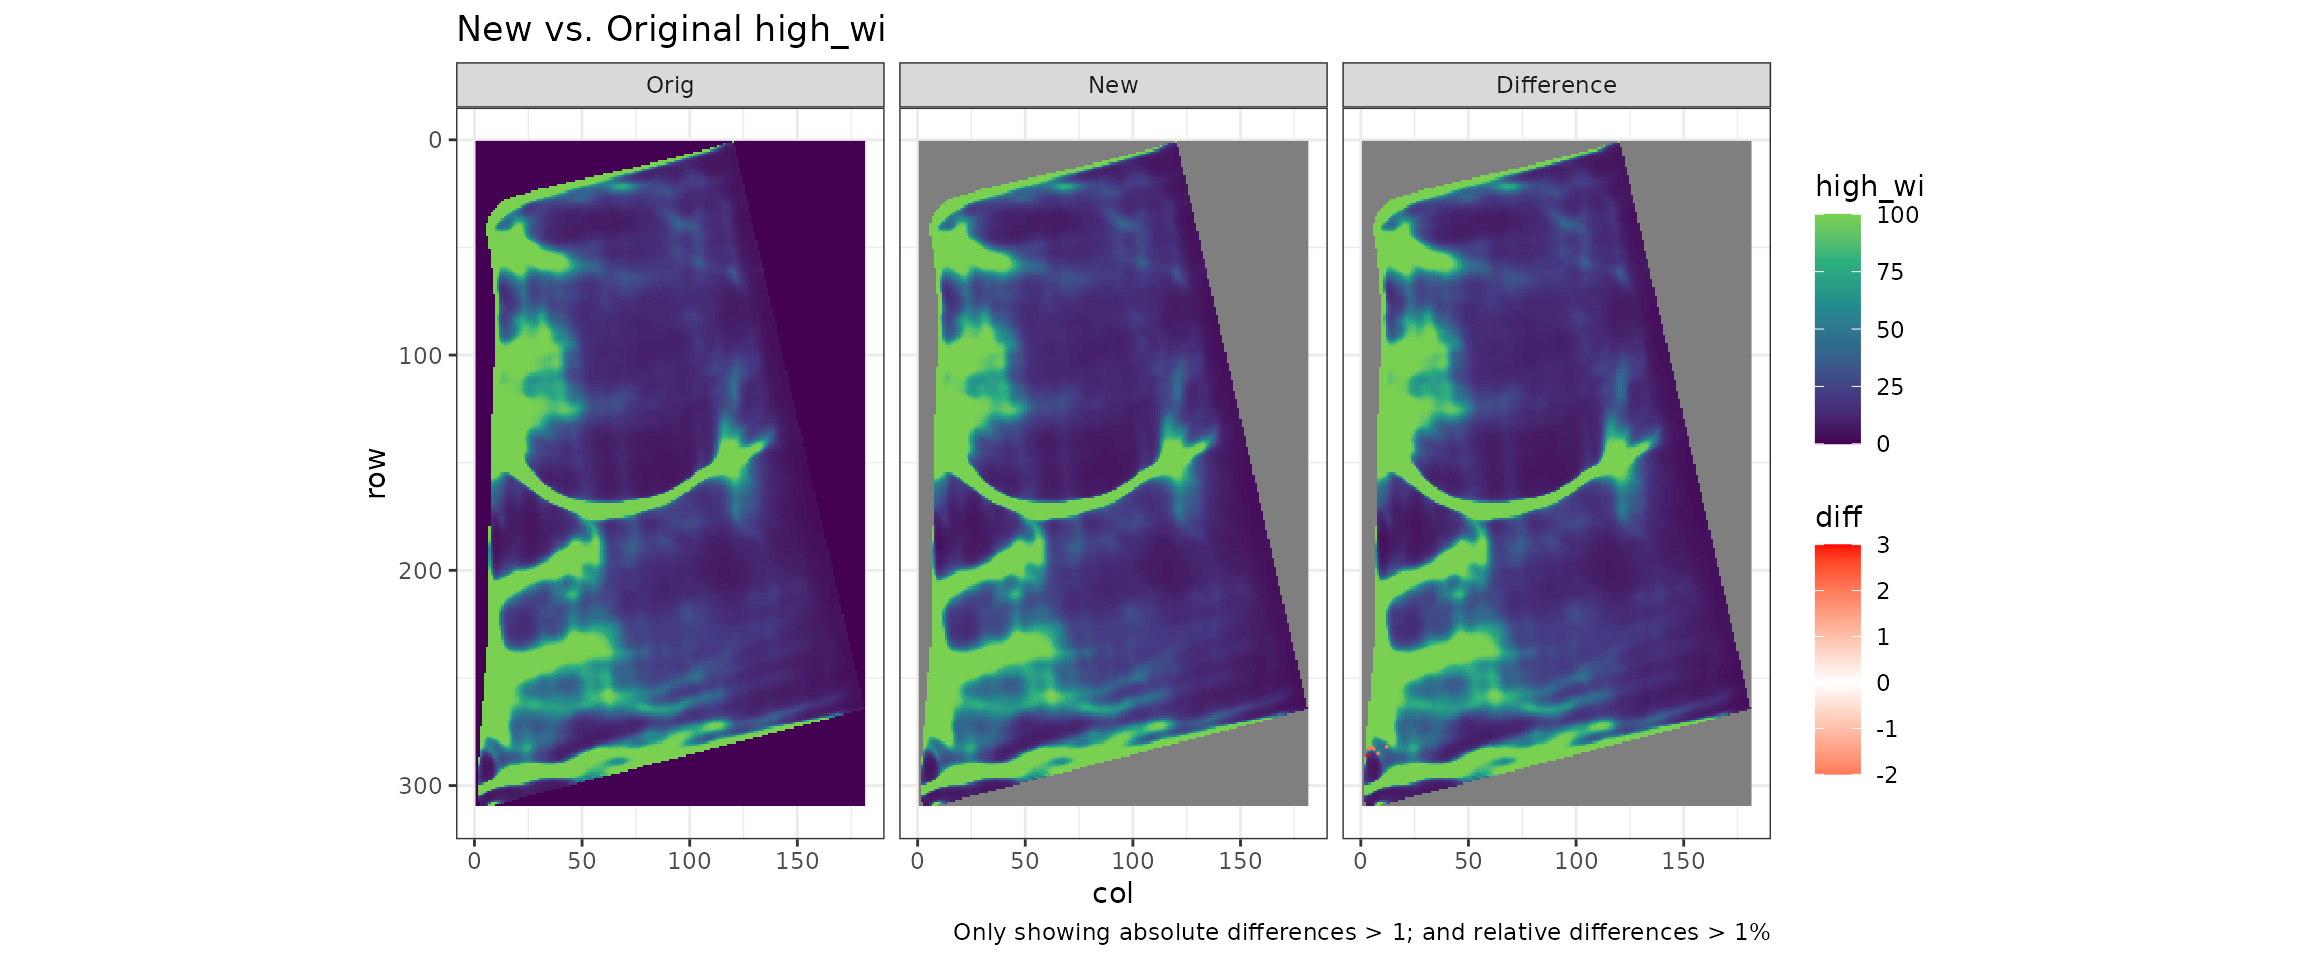 New vs. Original high_wi
Orig
New
Difference
0
100
200
300
row
0 50 100 150
0 50 100 150
0 50 100 150
col
high_wi
100
75
50
25
0
diff
3
2
1
0
-1
-2
Only showing absolute differences > 1; and relative differences > 1%